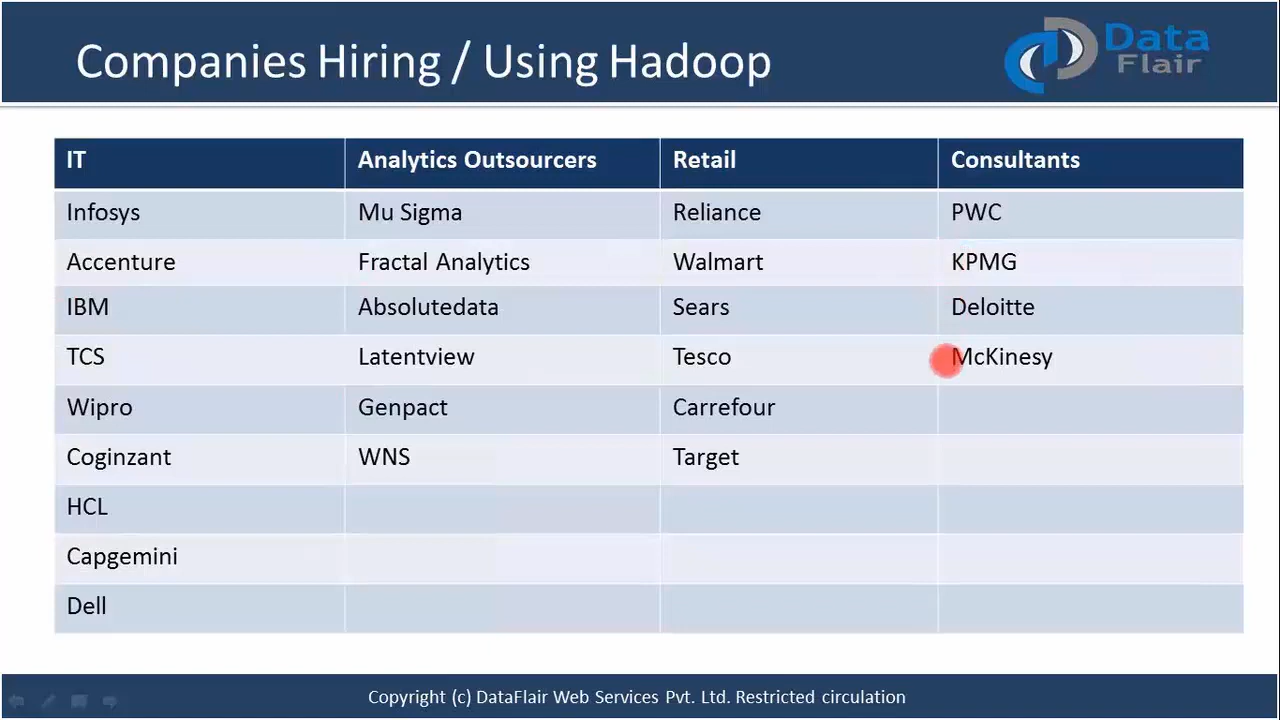 Companies Hiring / Using Hadoop
Data
Flair
IT Analytics Outsourcers Retail Consultants
Infosys Mu Sigma Reliance PWC
Accenture Fractal Analytics Walmart KPMG
IBM Absolutedata Sears Deloitte
TCS Latentview Tesco McKinesy
Wipro Genpact Carrefour
Coginzant WNS Target
HCL
Capgemini
Dell
Copyright (c) DataFlair Web Services Pvt. Ltd. Restricted circulation